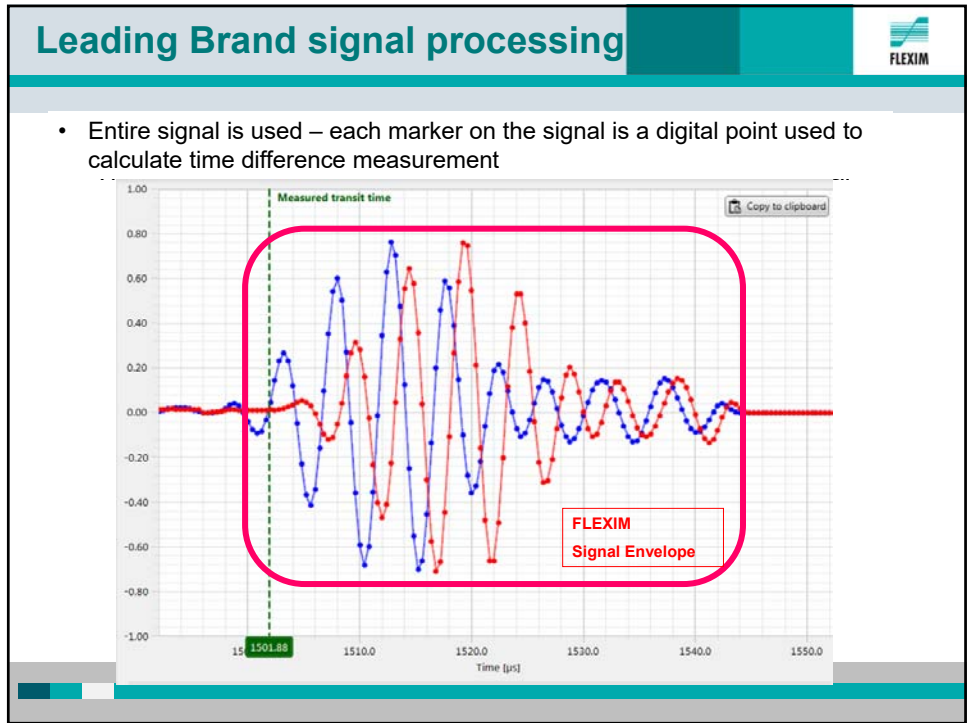 Leading Brand signal processing
FLEXIM
• Entire signal is used – each marker on the signal is a digital point used to
calculate time difference measurement
1.00
Measured transit time
Copy to clipboard
0.80
0.60
0.40
0.20
0.00
-0.20
-0.40
FLEXIM
-0.60
Signal Envelope
-0.80
-1.00
1501.88
1510.0
1520.0
1530.0
1540.0
1550.0
Time [µs]